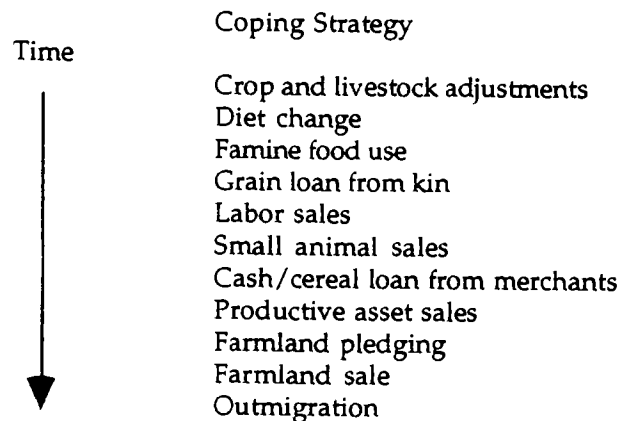 Coping Strategy
Time
Crop and livestock adjustments
Diet change
Famine food use
Grain loan from kin
Labor sales
Small animal sales
Cash/cereal loan from merchants
Productive asset sales
Farmland pledging
Farmland sale
Outmigration